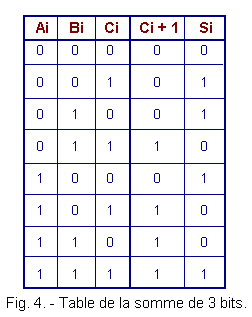 Ai Bi Ci Ci + 1 Si
0 0 0 0 0
0 0 1 0 1
0 1 0 0 1
0 1 1 1 0
1 0 0 0 1
1 0 1 1 0
1 1 0 1 0
1 1 1 1 1
Fig. 4. - Table de la somme de 3 bits.